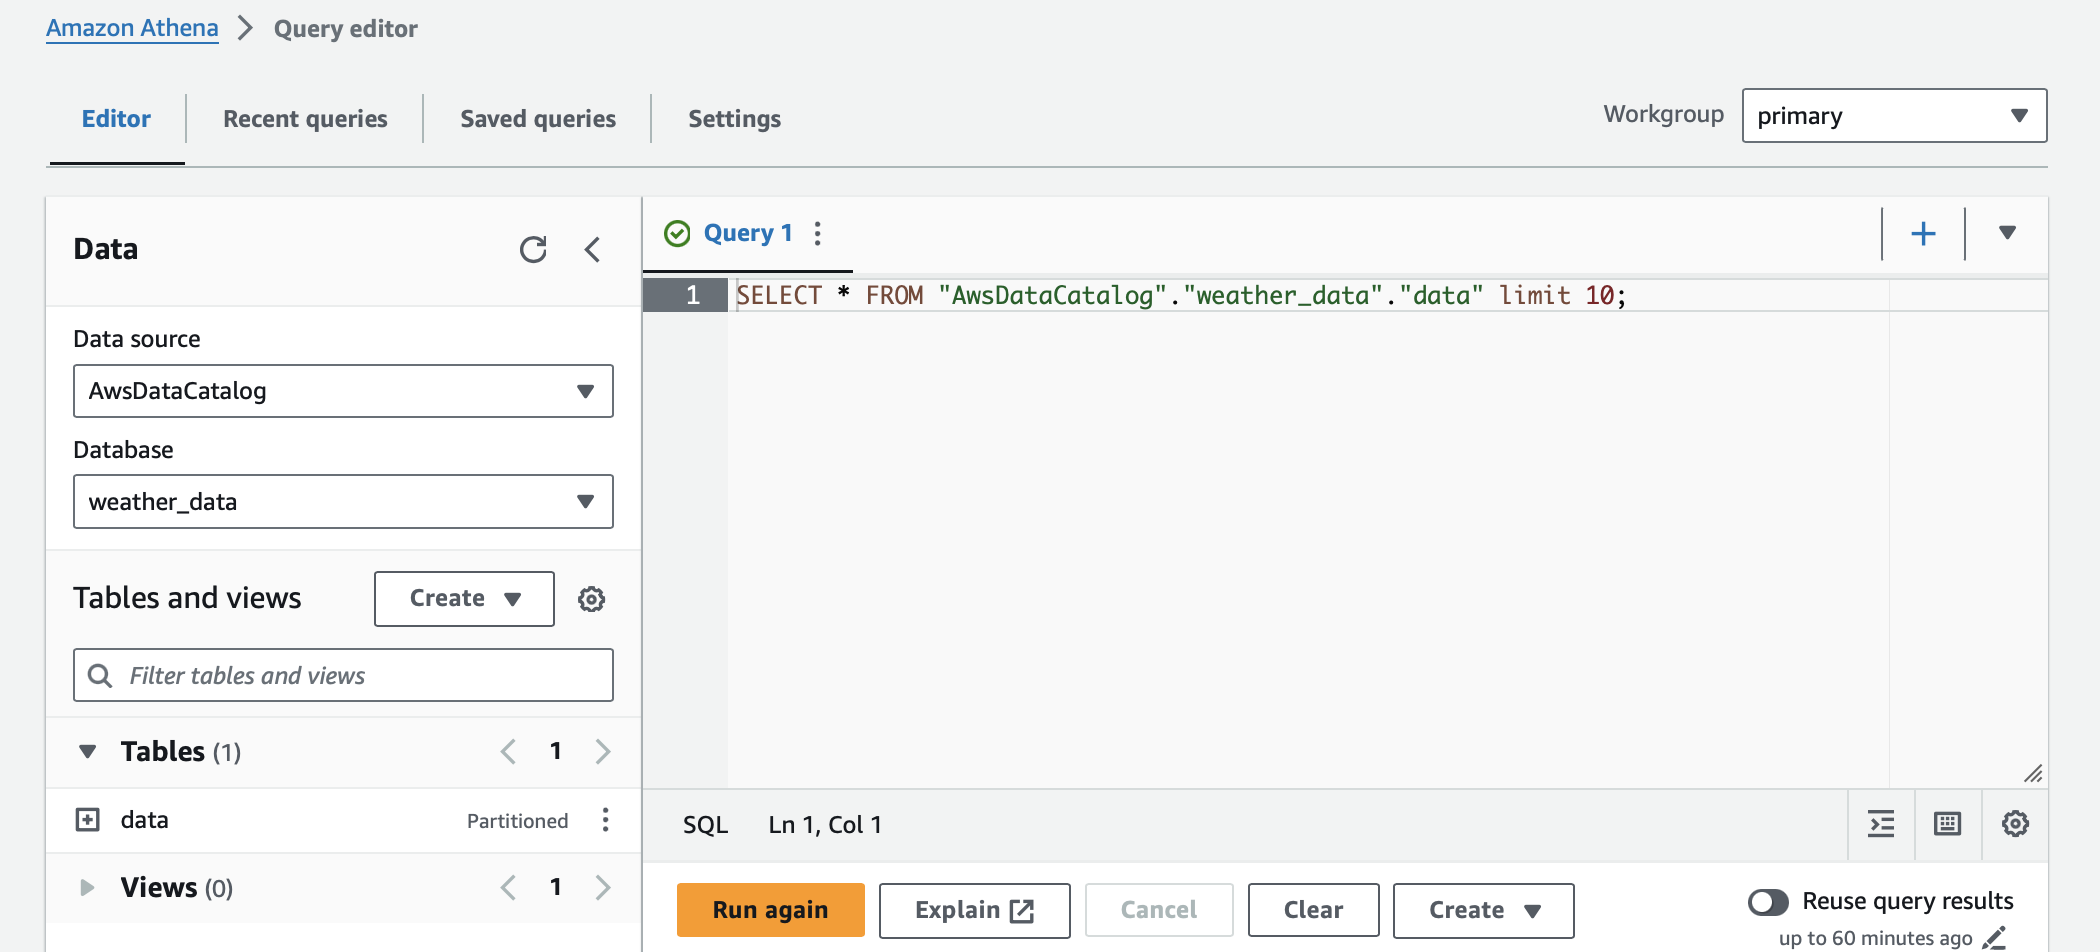 Amazon Athena > Query editor
Editor
Recent queries
Saved queries
Settings
Workgroup
primary
Data
Data source
AwsDataCatalog
Database
weather_data
Tables and views
Create
Filter tables and views
Tables (1)
1
data
Partitioned
Views (0)
1
Query 1
1 SELECT * FROM "AwsDataCatalog"."weather_data"."data" limit 10;
SQL
Ln 1, Col 1
Run again
Explain
Cancel
Clear
Create
Reuse query results
up to 60 minutes ago